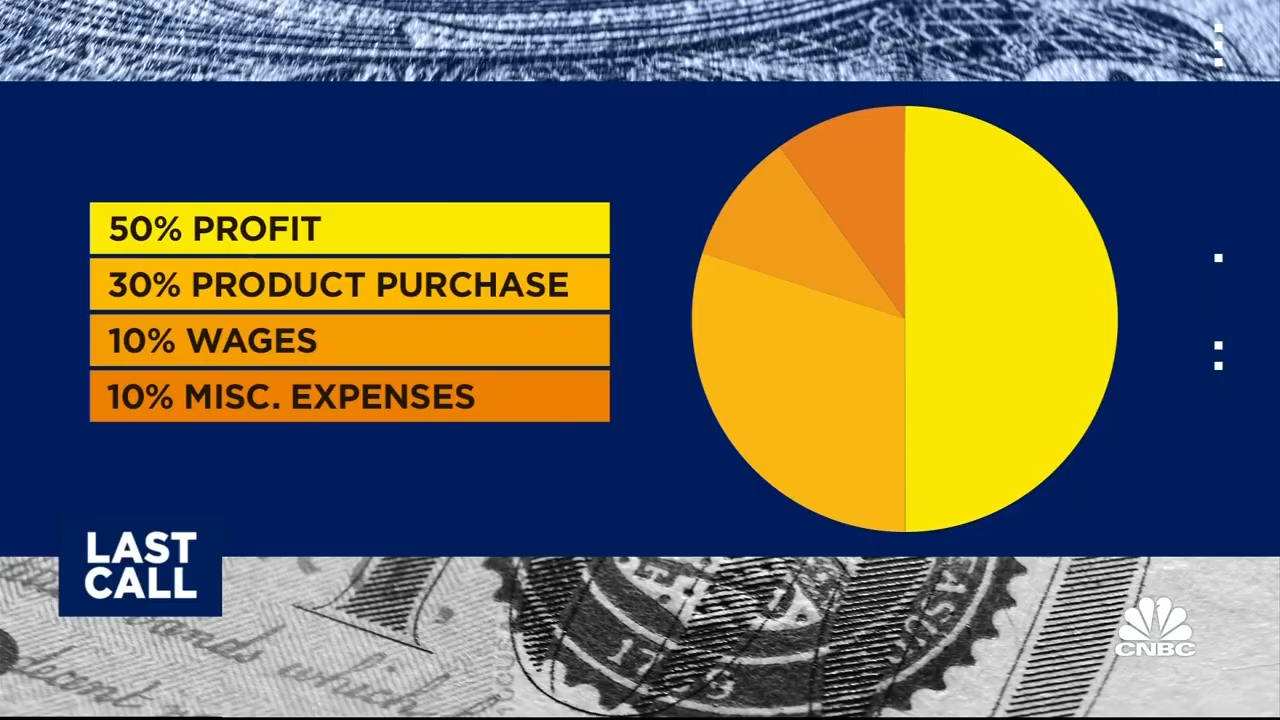 50% PROFIT
30% PRODUCT PURCHASE
10% WAGES
10% MISC. EXPENSES
LAST
CALL
CNBC